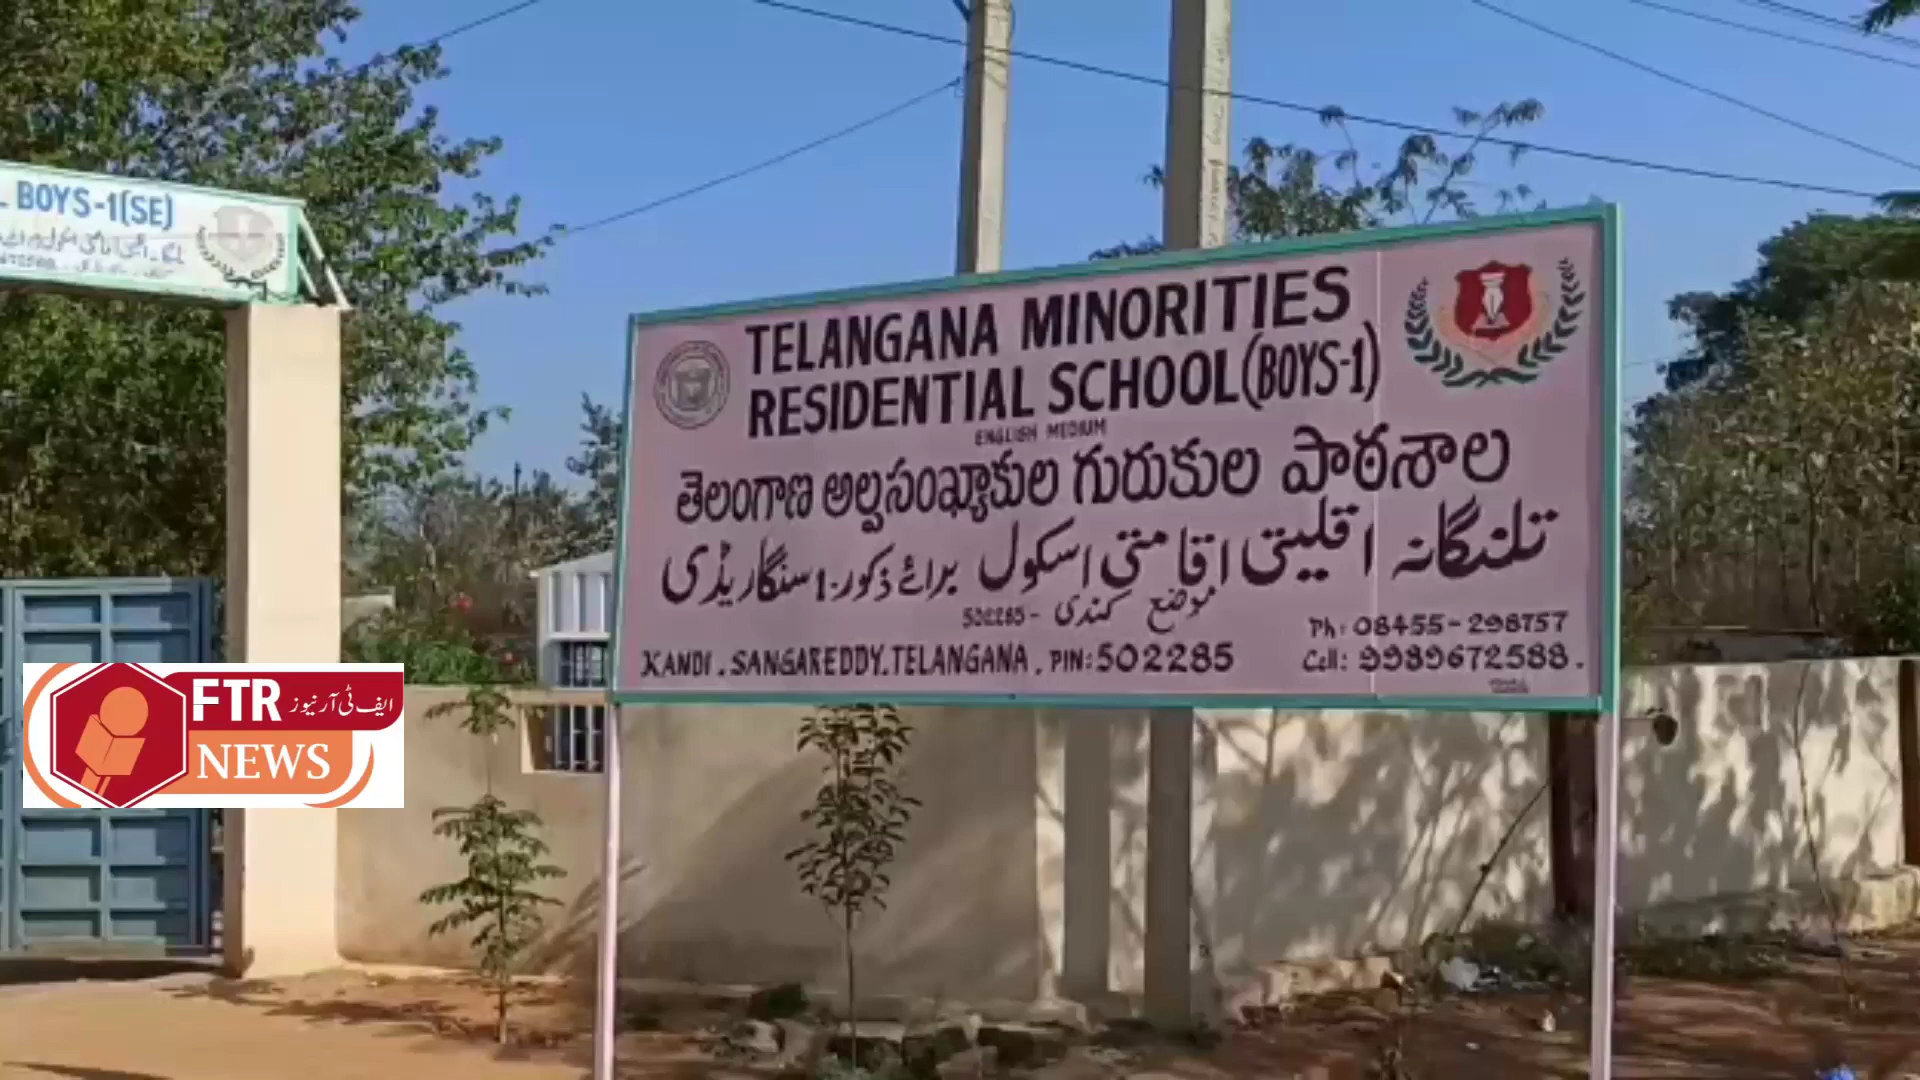 BOYS-1(SE)
TELANGANA MINORITIES
RESIDENTIAL SCHOOL (BOYS-1)
ENGLISH MEDIUM
తెలంగాణ అల్పసంఖ్యాకుల గురుకుల పాఠశాల
تلنگانہ اقلیتی اقامتی اسکول برائے ذکور-1 سنگاریڈی
موضع کندی - 502285
KANDI. SANGAREDDY. TELANGANA. PIN: 502285
Ph: 08455-298757
Cell: 9989672588.
FTR ایف ٹی آر نیوز
NEWS